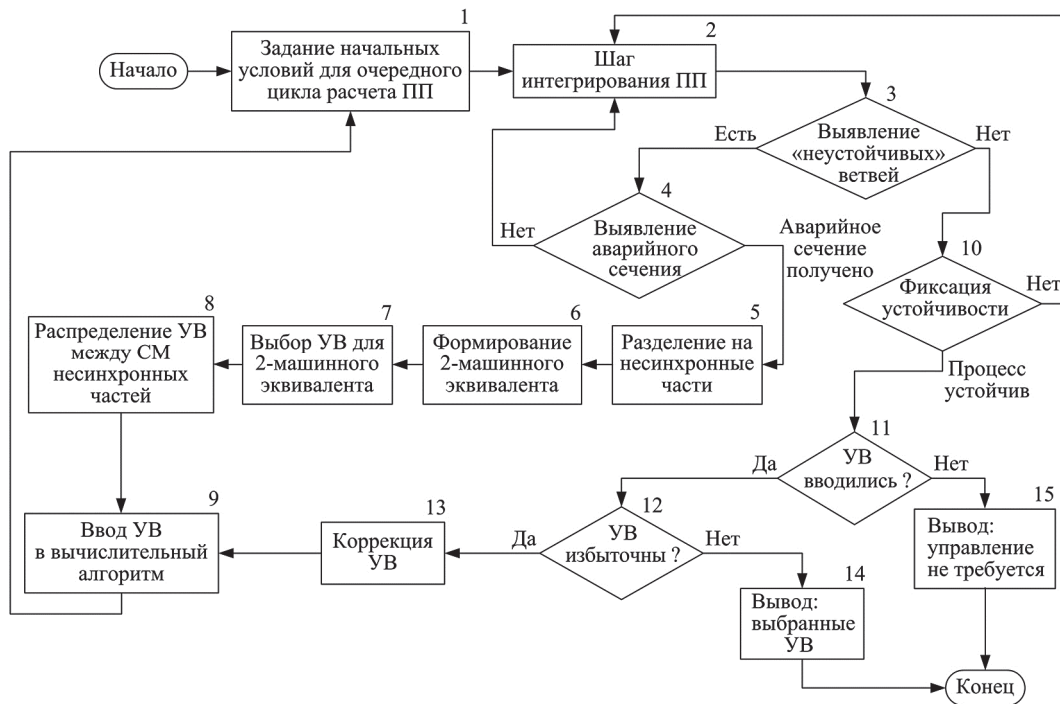 Начало
1
Задание начальных
условий для очередного
цикла расчета ПП
2
Шаг
интегрирования ПП
3
Выявление
«неустойчивых»
ветвей
Есть
Нет
4
Выявление
аварийного
сечения
Нет
Аварийное
сечение
получено
10
Фиксация
устойчивости
Нет
Процесс
устойчив
5
Разделение на
несинхронные
части
6
Формирование
2-машинного
эквивалента
7
Выбор УВ для
2-машинного
эквивалента
8
Распределение УВ
между СМ
несинхронных
частей
9
Ввод УВ
в вычислительный
алгоритм
11
УВ
вводились ?
Да
Нет
12
УВ
избыточны ?
Да
Нет
13
Коррекция
УВ
14
Вывод:
выбранные
УВ
15
Вывод:
управление
не требуется
Конец